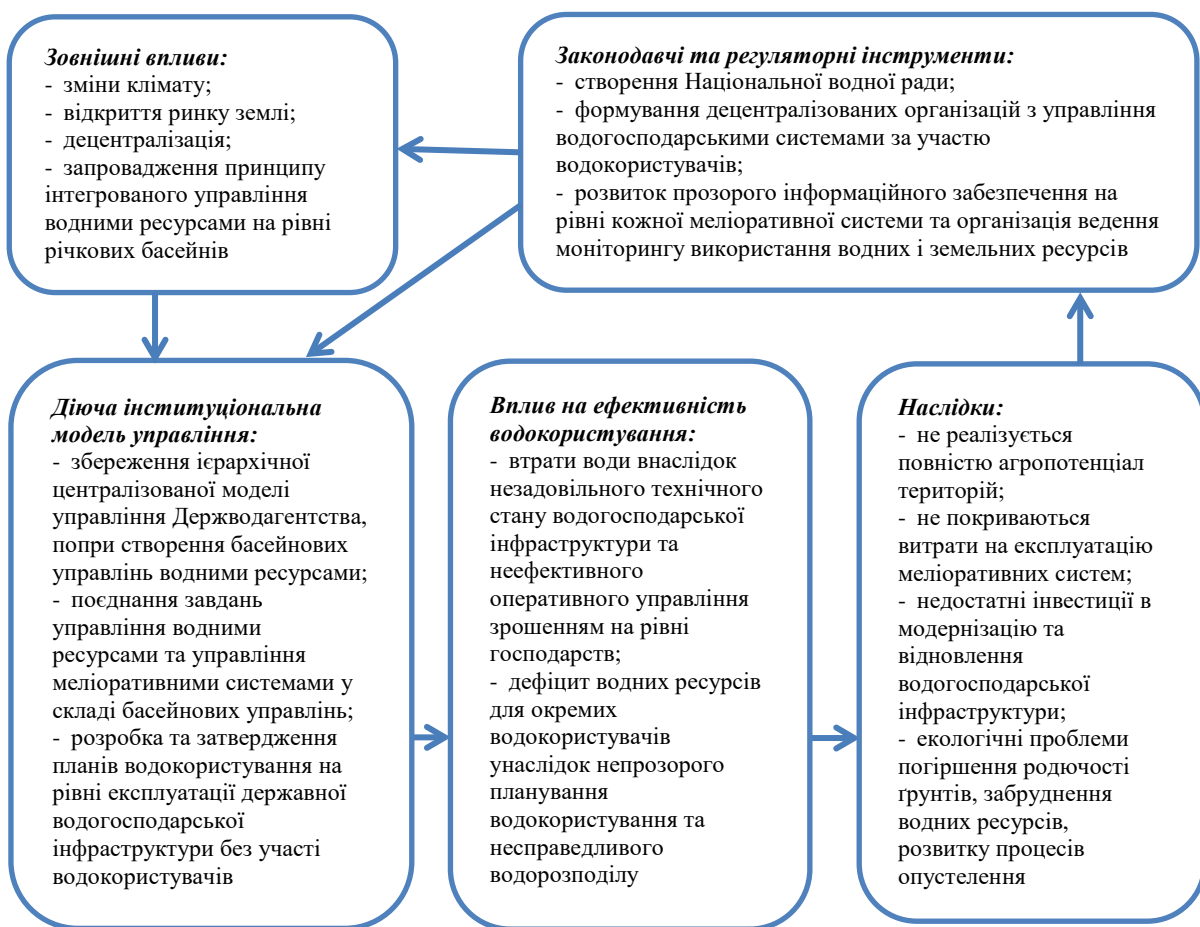 Зовнішні впливи:
- зміни клімату;
- відкриття ринку землі;
- децентралізація;
- запровадження принципу
інтегрованого управління
водними ресурсами на рівні
річкових басейнів
Законодавчі та регуляторні інструменти:
- створення Національної водної ради;
- формування децентралізованих організацій з управління
водогосподарськими системами за участю
водокористувачів;
- розвиток прозорого інформаційного забезпечення на
рівні кожної меліоративної системи та організація ведення
моніторингу використання водних і земельних ресурсів
Діюча інституціональна
модель управління:
- збереження ієрархічної
централізованої моделі
управління Держводагентства,
попри створення басейнових
управлінь водними ресурсами;
- поєднання завдань
управління водними
ресурсами та управління
меліоративними системами у
складі басейнових управлінь;
- розробка та затвердження
планів водокористування на
рівні експлуатації державної
водогосподарської
інфраструктури без участі
водокористувачів
Вплив на ефективність
водокористування:
- втрати води внаслідок
незадовільного технічного
стану водогосподарської
інфраструктури та
неефективного
оперативного управління
зрошенням на рівні
господарств;
- дефіцит водних ресурсів
для окремих
водокористувачів
унаслідок непрозорого
планування
водокористування та
несправедливого
водорозподілу
Наслідки:
- не реалізується
повністю агропотенціал
територій;
- не покриваються
витрати на експлуатацію
меліоративних систем;
- недостатні інвестиції в
модернізацію та
відновлення
водогосподарської
інфраструктури;
- екологічні проблеми
погіршення родючості
ґрунтів, забруднення
водних ресурсів,
розвитку процесів
опустелення